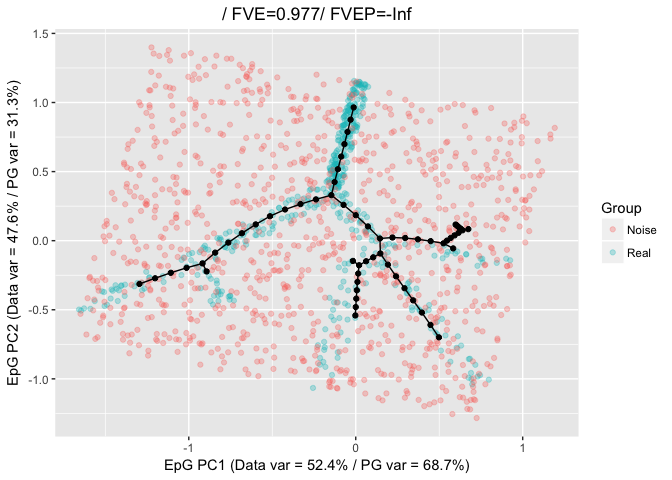 / FVE=0.977/ FVEP=-Inf
1.5
1.0
0.5
0.0
-0.5
-1.0
EpG PC2 (Data var = 47.6% / PG var = 31.3%)
Group
Noise
Real
-1
0
1
EpG PC1 (Data var = 52.4% / PG var = 68.7%)